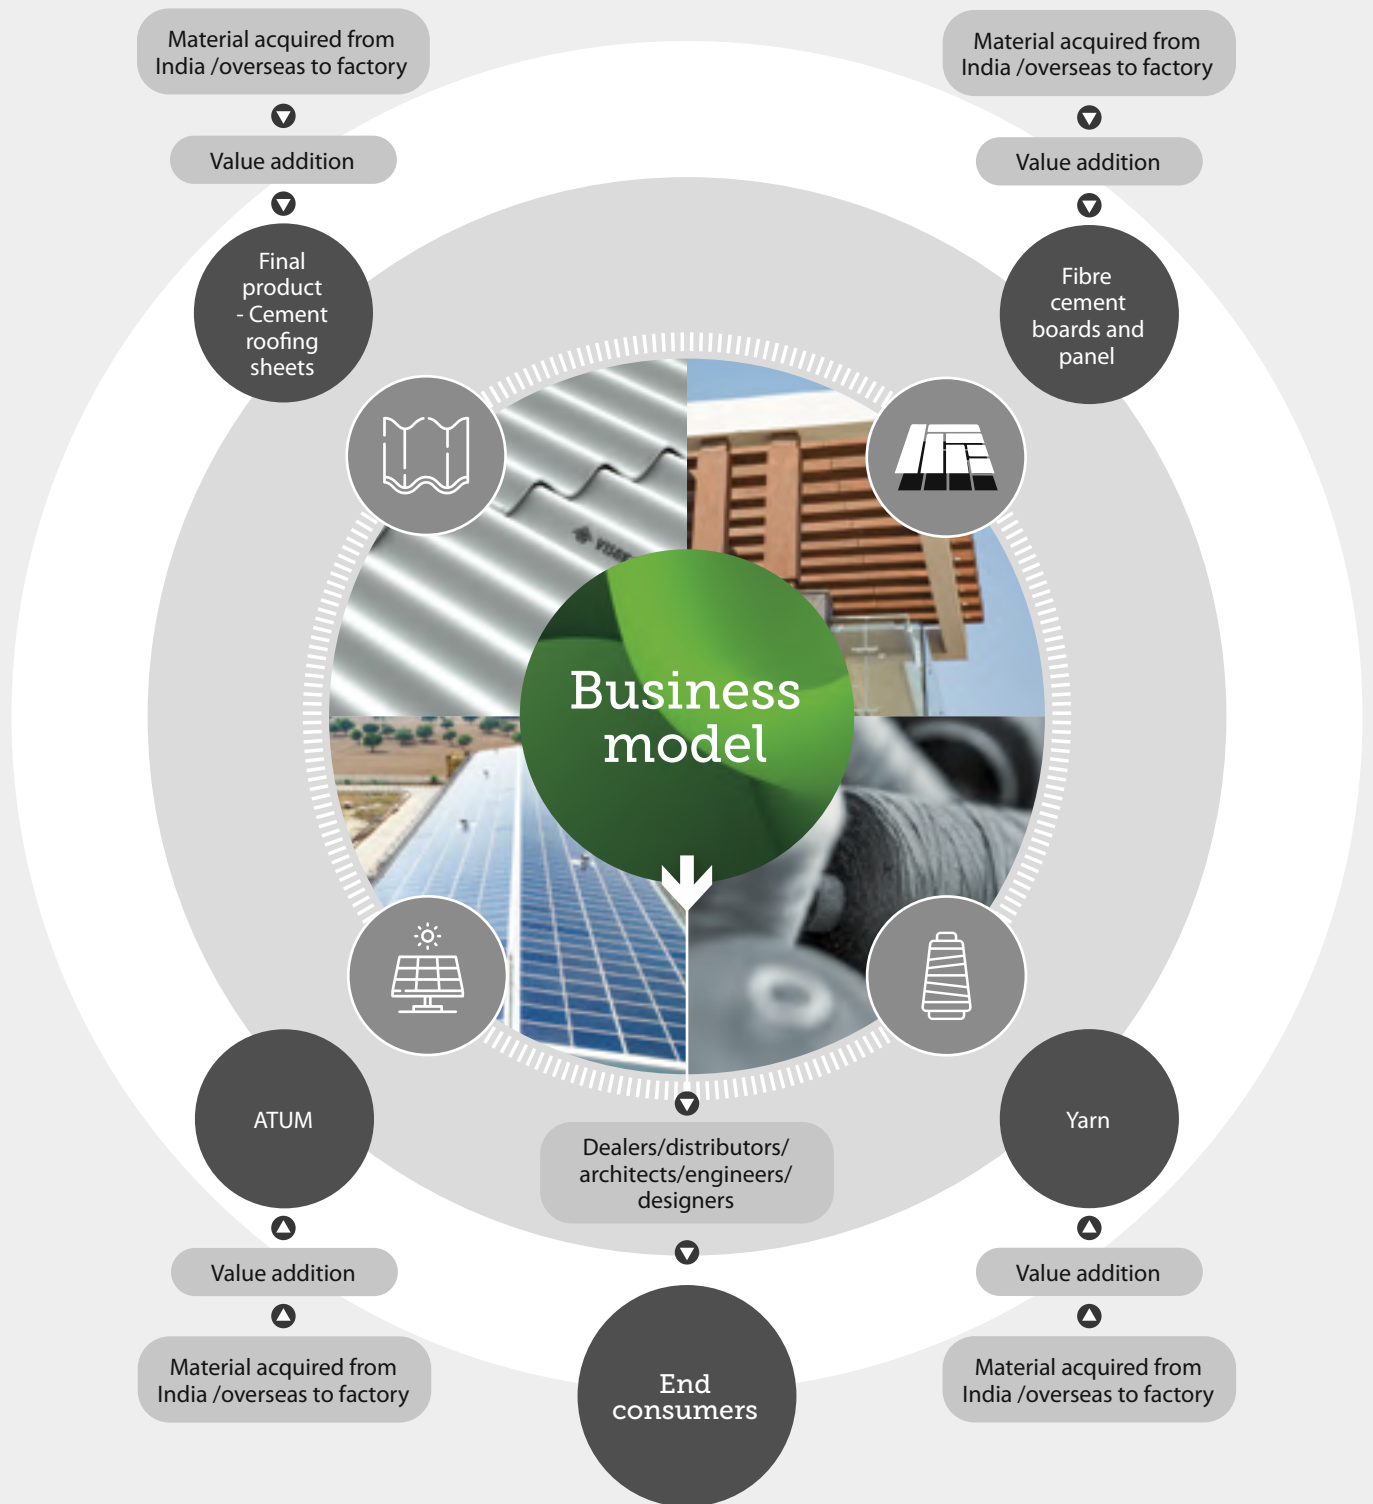 Material acquired from
India /overseas to factory
Value addition
Final
product
- Cement
roofing
sheets
Material acquired from
India /overseas to factory
Value addition
Fibre
cement
boards and
panel
Business
model
ATUM
Value addition
Material acquired from
India /overseas to factory
Dealers/distributors/
architects/engineers/
designers
End
consumers
Yarn
Value addition
Material acquired from
India /overseas to factory